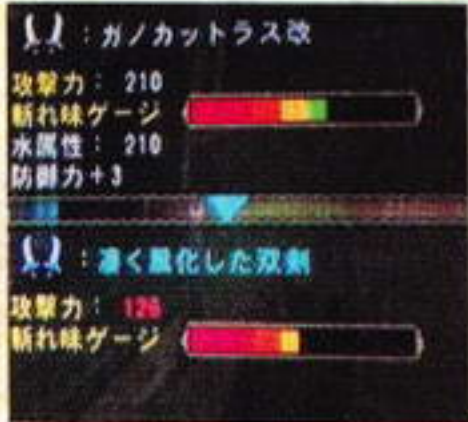 ：ガノカットラス改
攻撃力： 210
斬れ味ゲージ
水属性： 210
防御力+3
：凄く風化した双剣
攻撃力： 126
斬れ味ゲージ